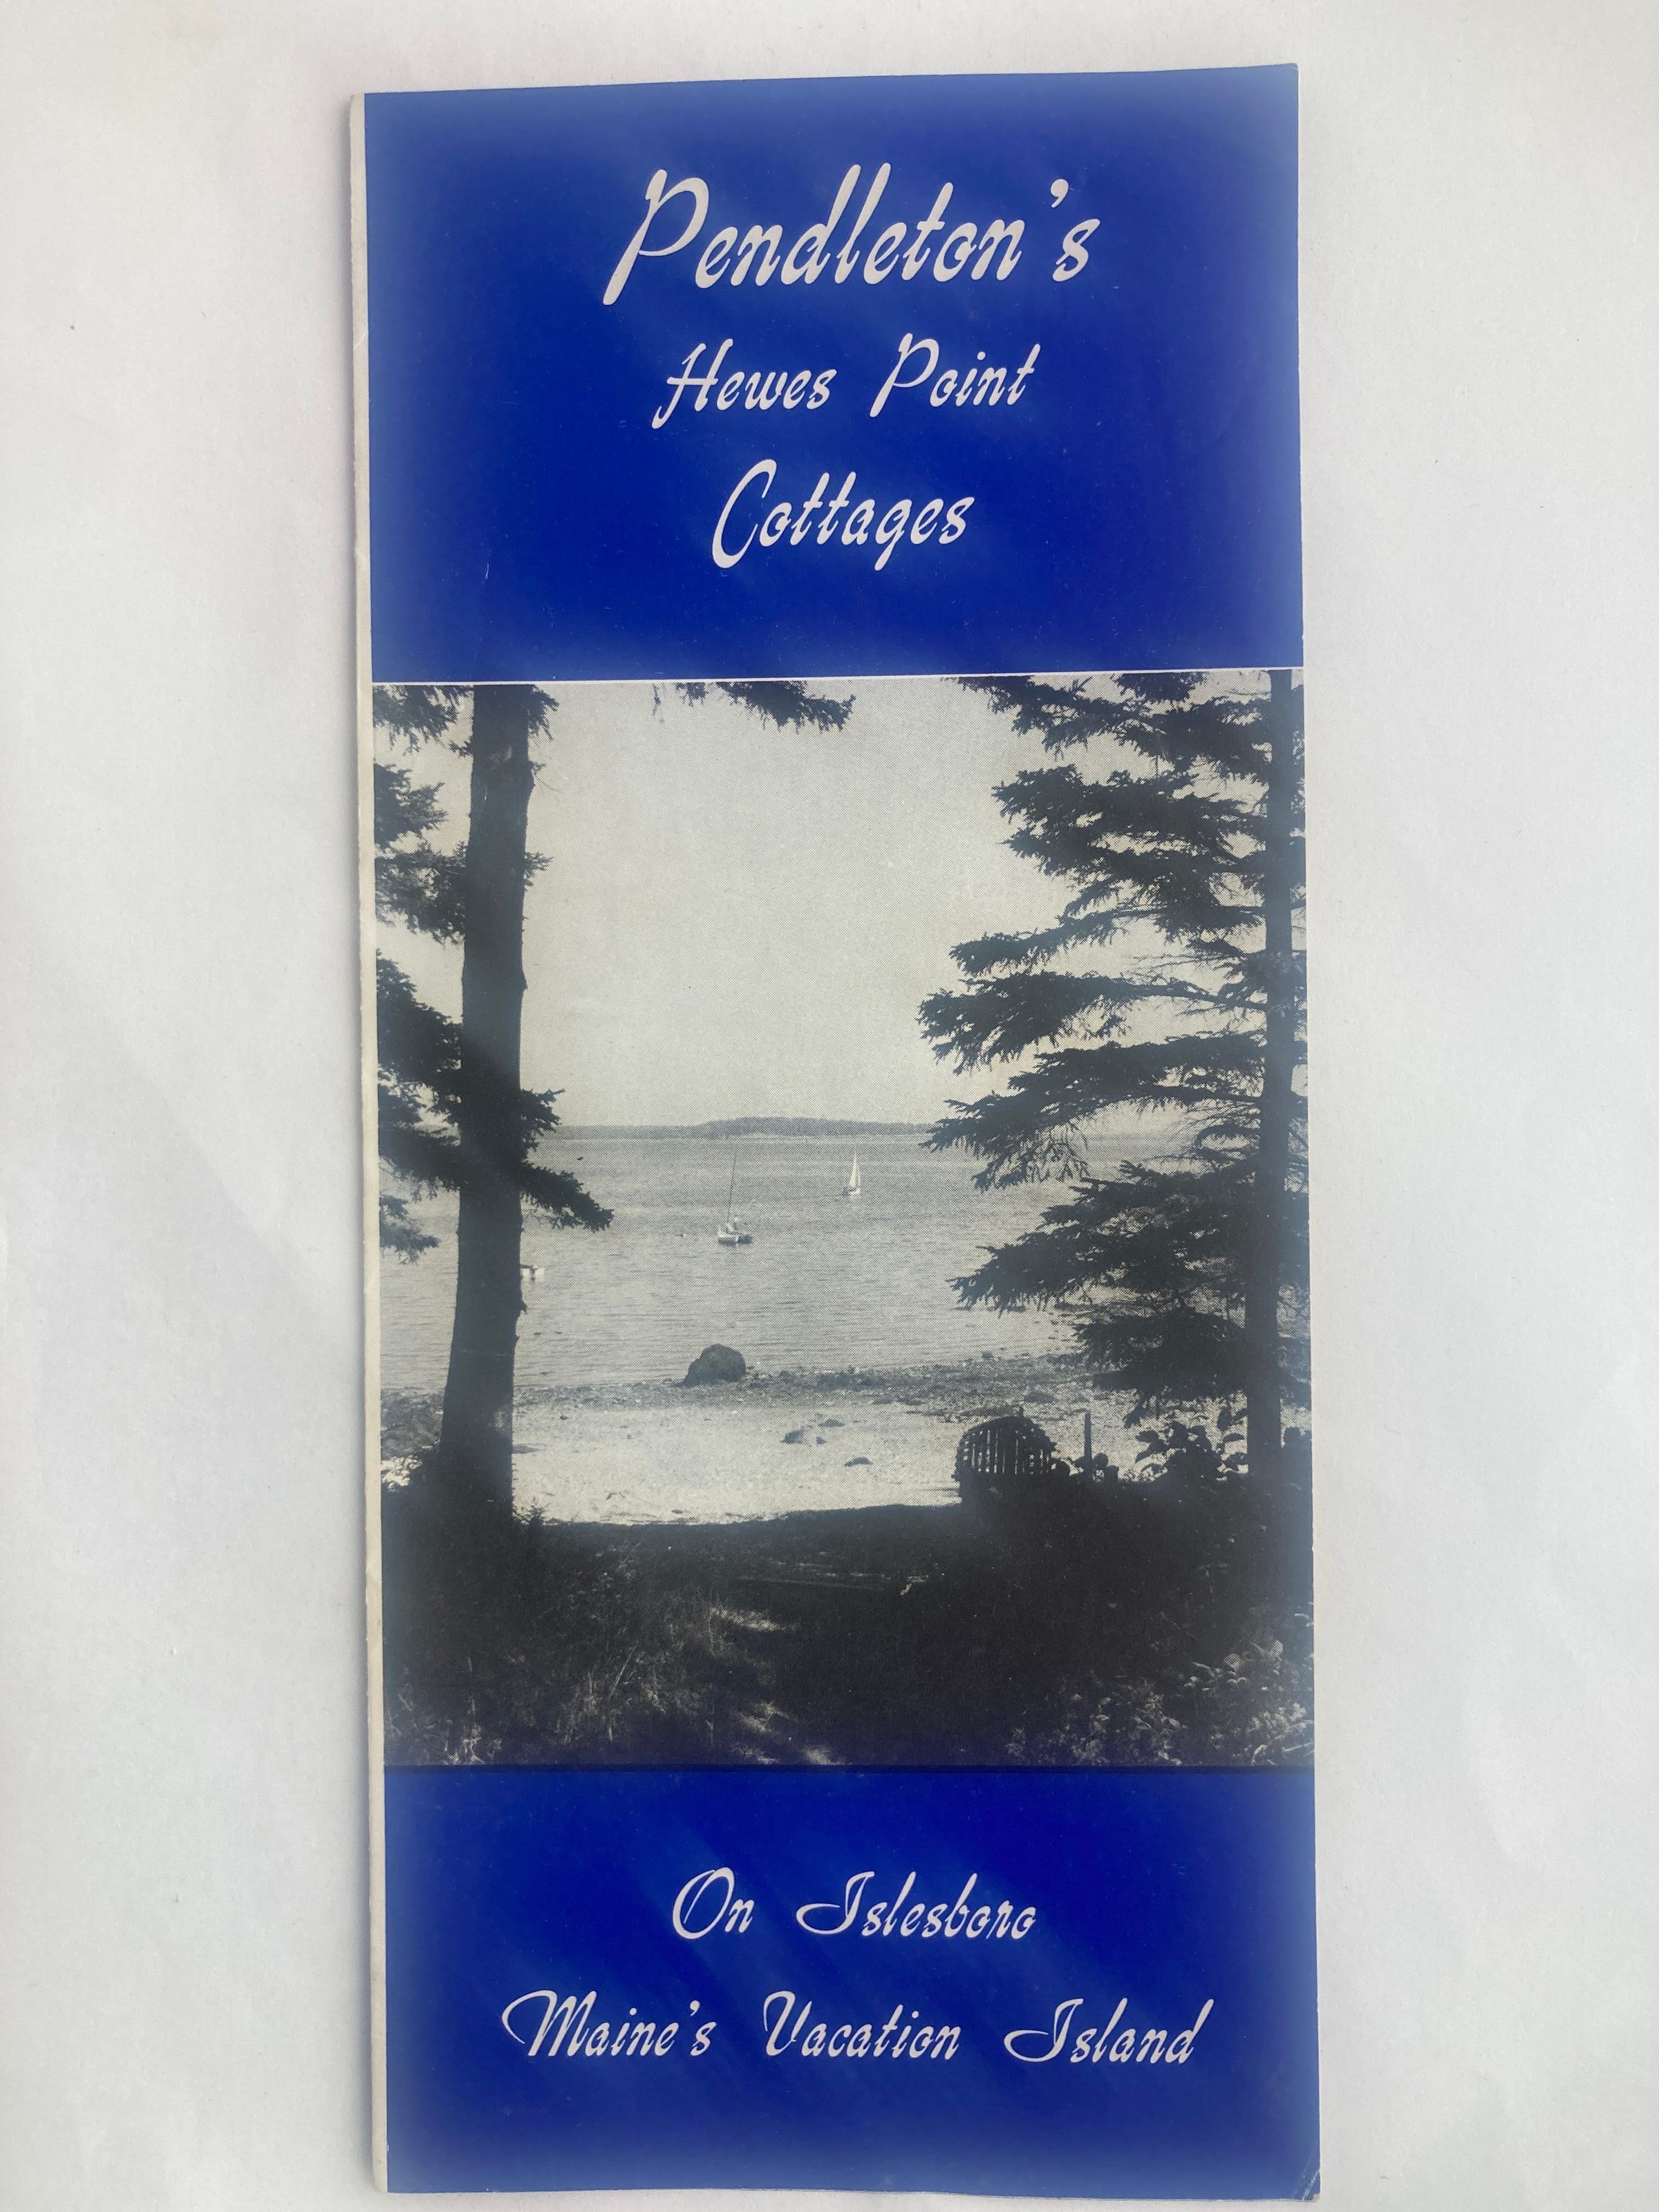 Pendleton's
Hewes Point
Cottages
On Islesboro
Maine's Vacation Island